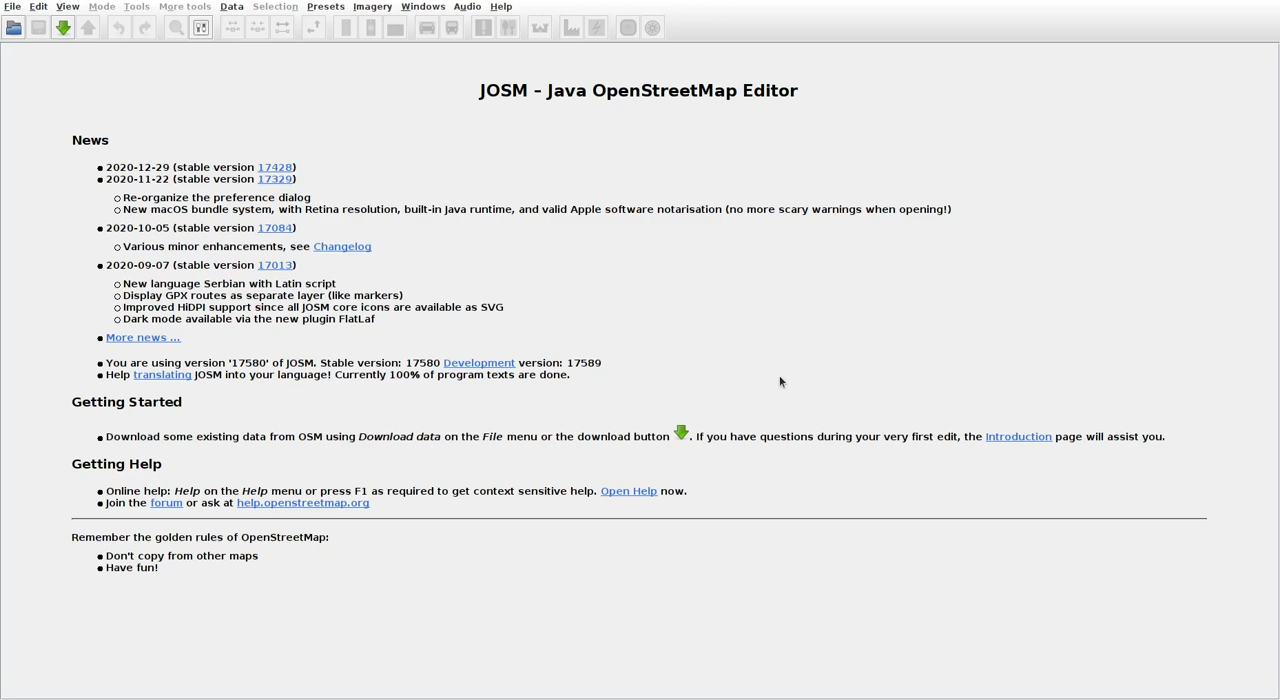 File Edit View Mode Tools More tools Data Selection Presets Imagery Windows Audio Help
JOSM – Java OpenStreetMap Editor
News
2020-12-29 (stable version 17428)
2020-11-22 (stable version 17329)
Re-organize the preference dialog
New macOS bundle system, with Retina resolution, built-in Java runtime, and valid Apple software notarisation (no more scary warnings when opening!)
2020-10-05 (stable version 17084)
Various minor enhancements, see Changelog
2020-09-07 (stable version 17013)
New language Serbian with Latin script
Display GPX routes as separate layer (like markers)
Improved HiDPI support since all JOSM core icons are available as SVG
Dark mode available via the new plugin FlatLaf
More news ...
You are using version '17580' of JOSM. Stable version: 17580 Development version: 17589
Help translating JOSM into your language! Currently 100% of program texts are done.
Getting Started
Download some existing data from OSM using Download data on the File menu or the download button . If you have questions during your very first edit, the Introduction page will assist you.
Getting Help
Online help: Help on the Help menu or press F1 as required to get context sensitive help. Open Help now.
Join the forum or ask at help.openstreetmap.org
Remember the golden rules of OpenStreetMap:
Don't copy from other maps
Have fun!